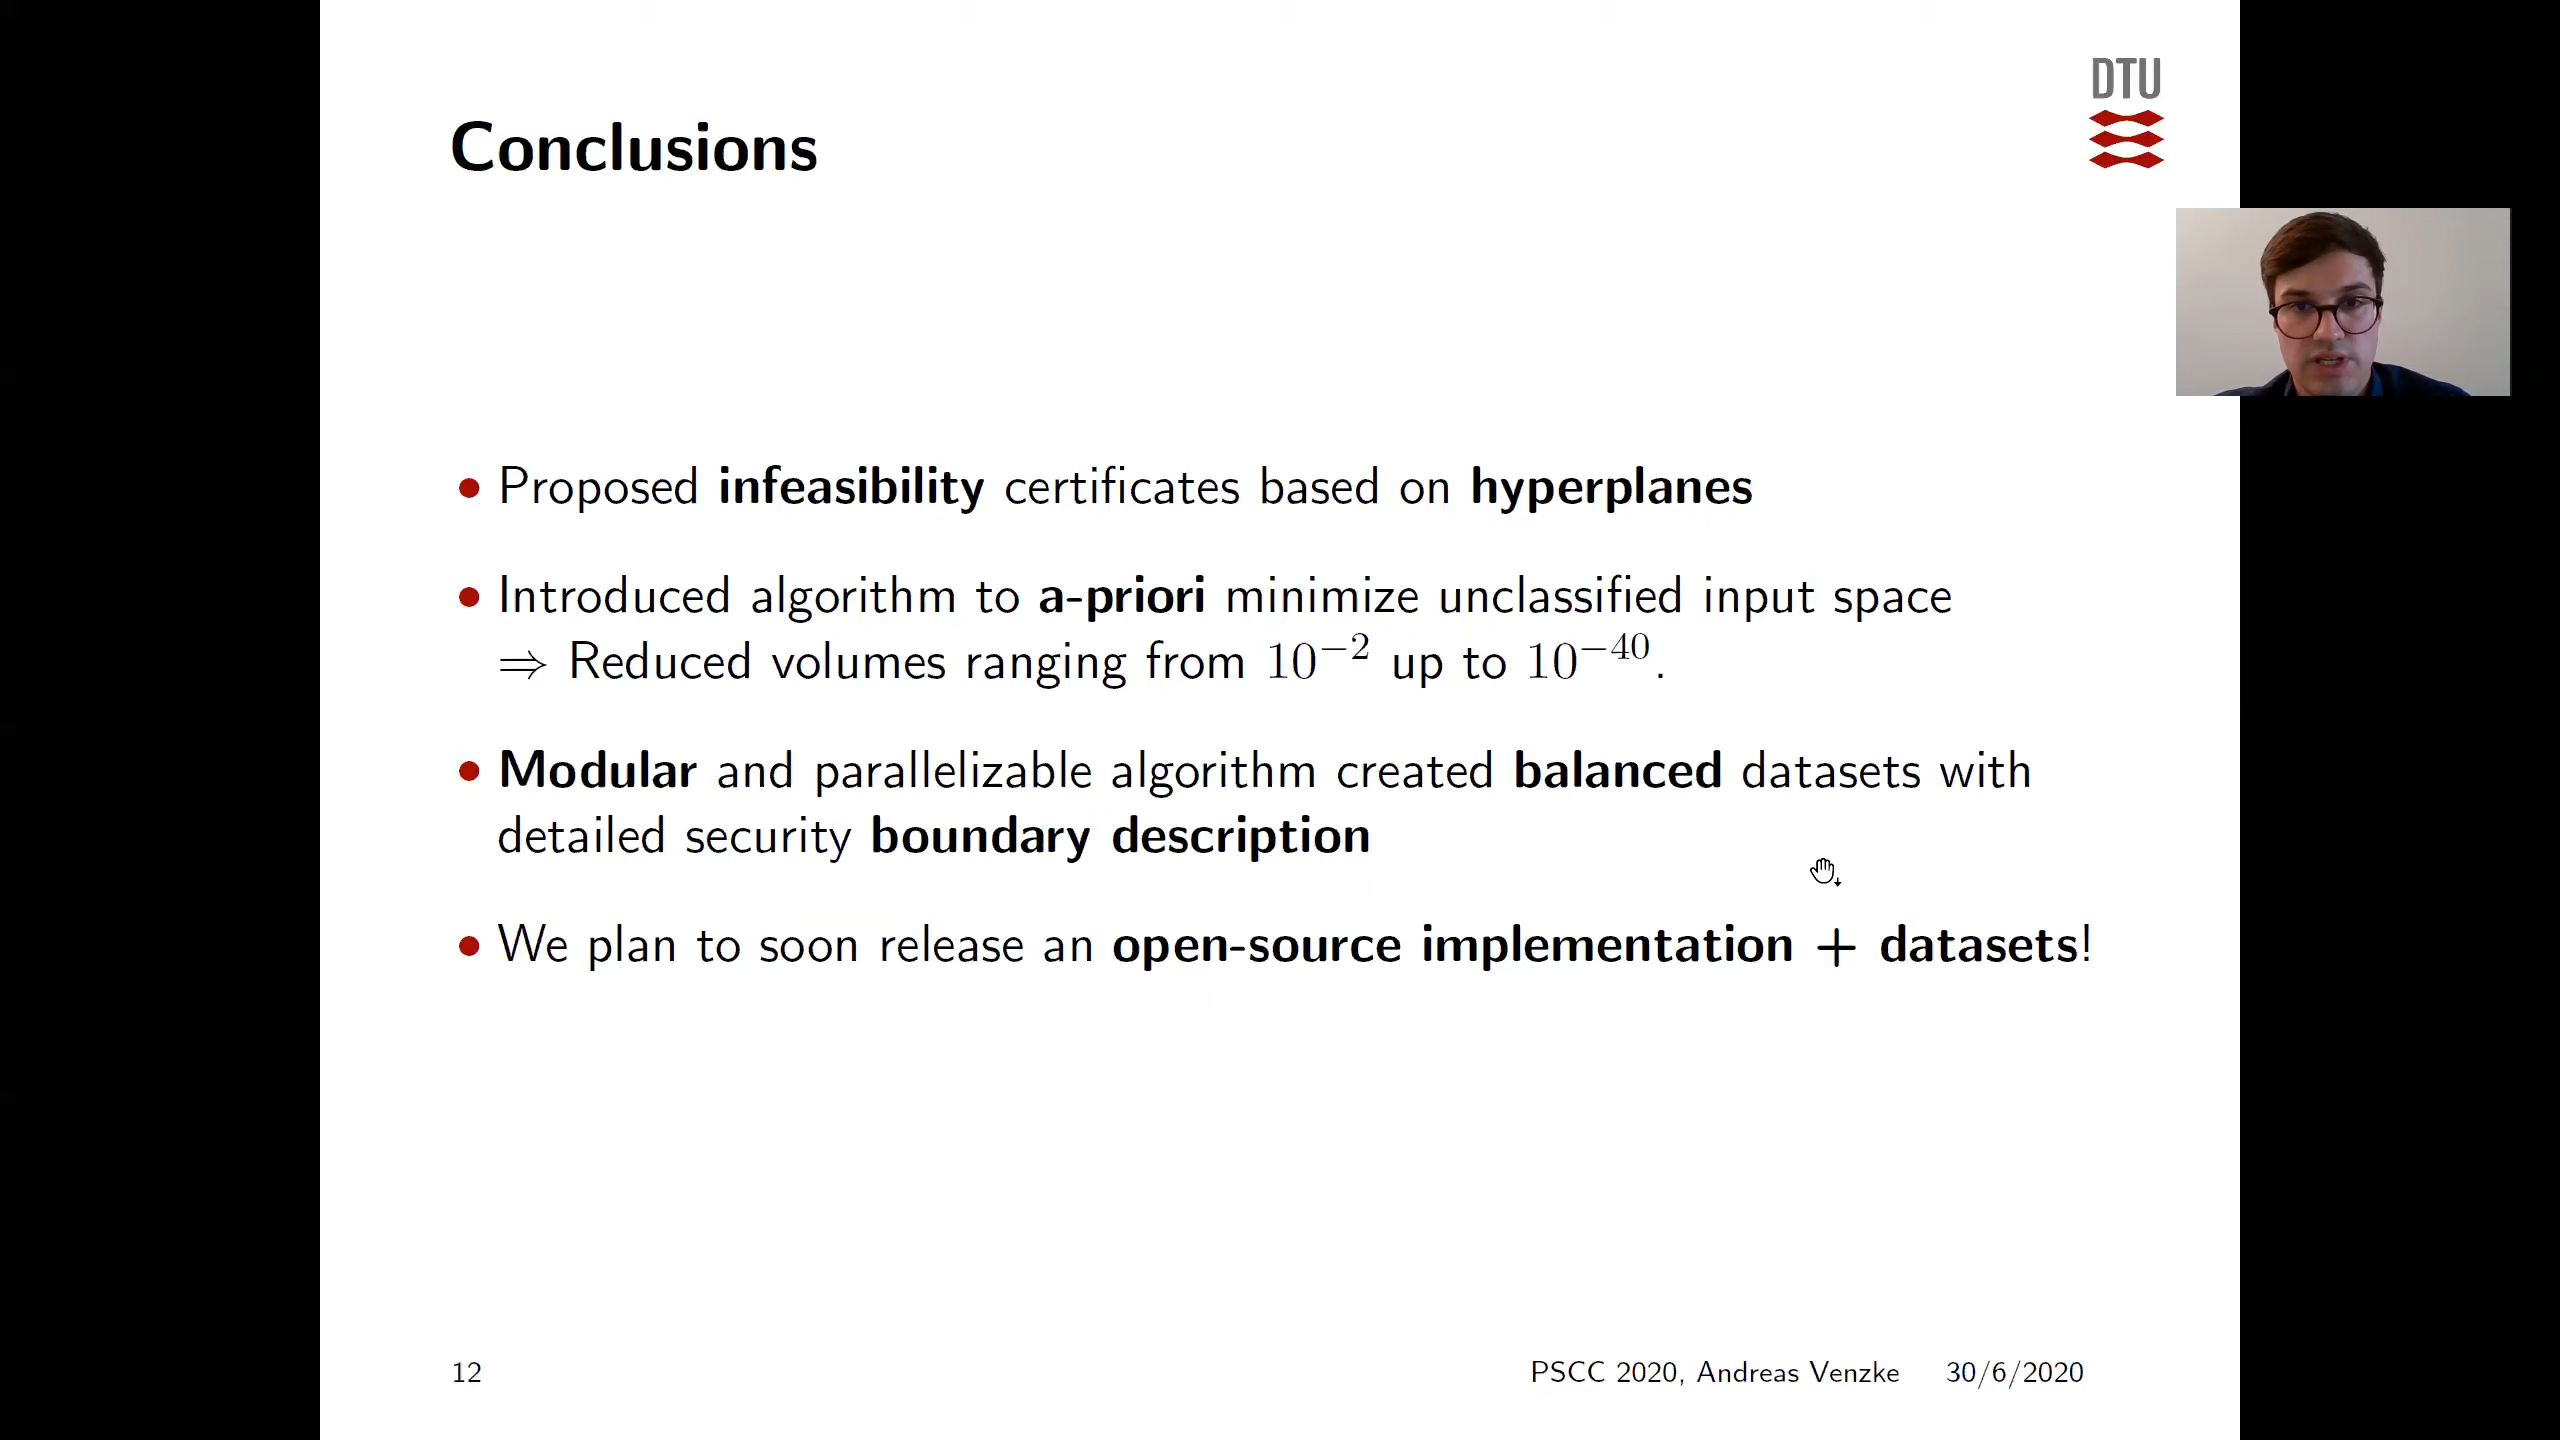 DTU
Conclusions
• Proposed infeasibility certificates based on hyperplanes
• Introduced algorithm to a-priori minimize unclassified input space
⇒ Reduced volumes ranging from 10⁻² up to 10⁻⁴⁰.
• Modular and parallelizable algorithm created balanced datasets with
detailed security boundary description
• We plan to soon release an open-source implementation + datasets!
12 PSCC 2020, Andreas Venzke 30/6/2020